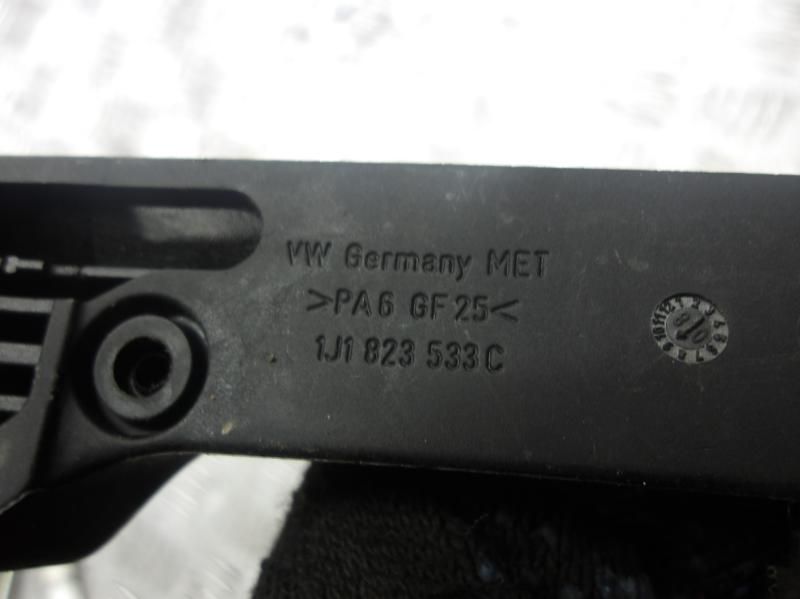 VW Germany MET
>PA6 GF25<
1J1 823 533 C